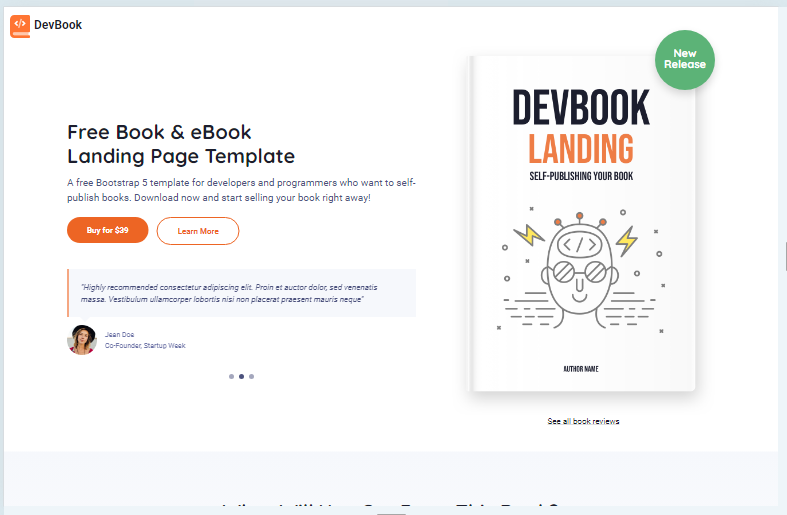 DevBook
New
Release
DEVBOOK
LANDING
SELF-PUBLISHING YOUR BOOK
</>
AUTHOR NAME
See all book reviews
Free Book & eBook
Landing Page Template
A free Bootstrap 5 template for developers and programmers who want to self-
publish books. Download now and start selling your book right away!
Buy for $39
Learn More
"Highly recommended consectetur adipiscing elit. Proin et auctor dolor, sed venenatis
massa. Vestibulum ullamcorper lobortis nisi non placerat praesent mauris neque"
Jean Doe
Co-Founder, Startup Week